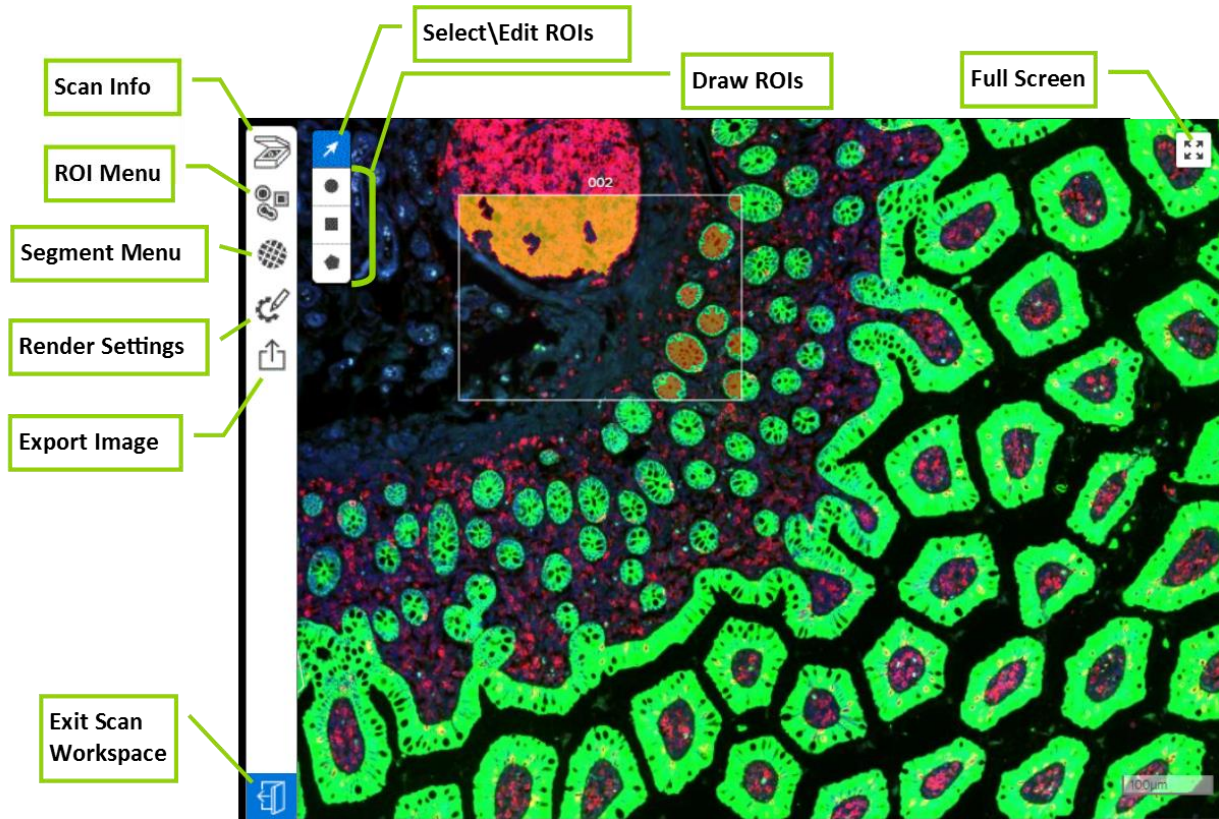 Select\Edit ROIs
Scan Info
Draw ROIs
Full Screen
ROI Menu
002
Segment Menu
Render Settings
Export Image
Exit Scan
Workspace
100µm